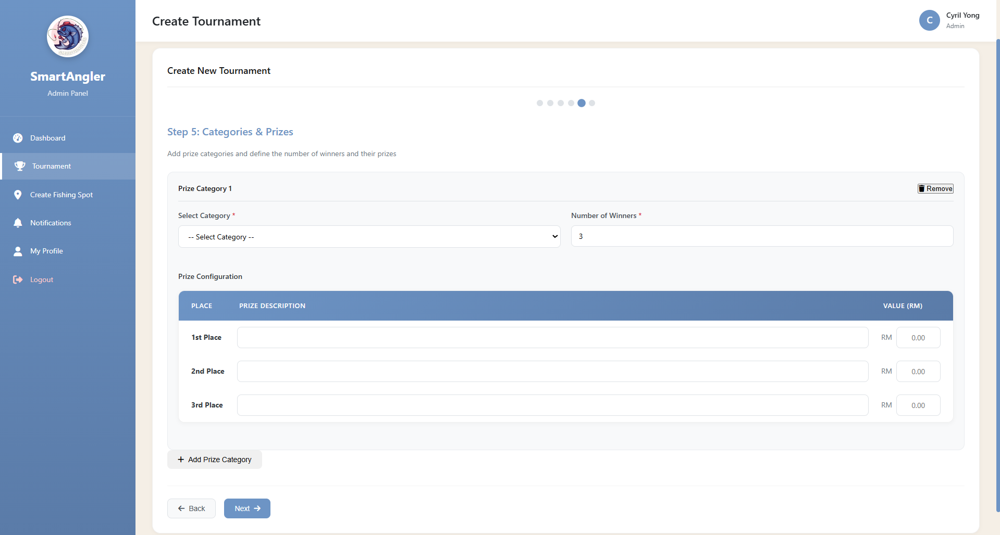 SMARTANGLER
SmartAngler
Admin Panel
Dashboard
Tournament
Create Fishing Spot
Notifications
My Profile
Logout
Create Tournament
C
Cyril Yong
Admin
Create New Tournament
Step 5: Categories & Prizes
Add prize categories and define the number of winners and their prizes
Prize Category 1
Remove
Select Category *
-- Select Category --
Number of Winners *
3
Prize Configuration
PLACE PRIZE DESCRIPTION VALUE (RM)
1st Place RM 0.00
2nd Place RM 0.00
3rd Place RM 0.00
+ Add Prize Category
← Back
Next →